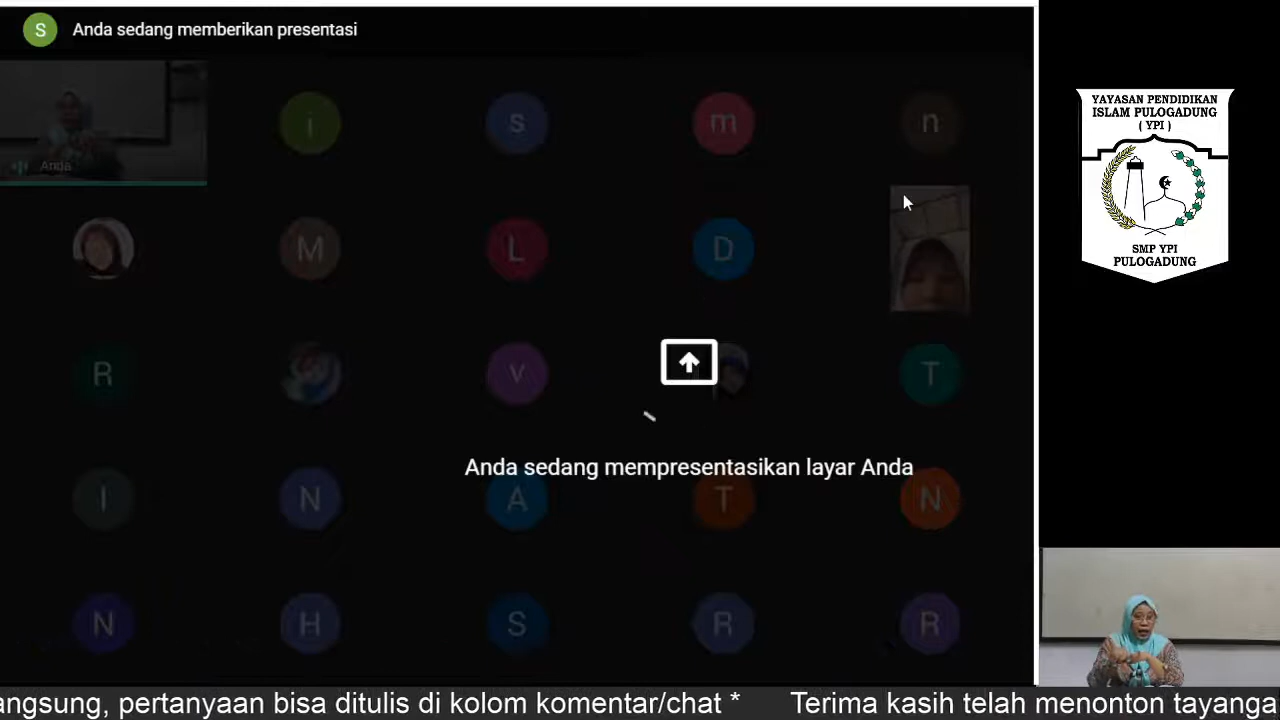 S
Anda sedang memberikan presentasi
Anda
i
s
m
n
M
L
D
R
V
T
Anda sedang mempresentasikan layar Anda
I
N
A
T
N
N
H
S
R
R
YAYASAN PENDIDIKAN
ISLAM PULOGADUNG
( YPI )
SMP YPI
PULOGADUNG
angsung, pertanyaan bisa ditulis di kolom komentar/chat * Terima kasih telah menonton tayanga